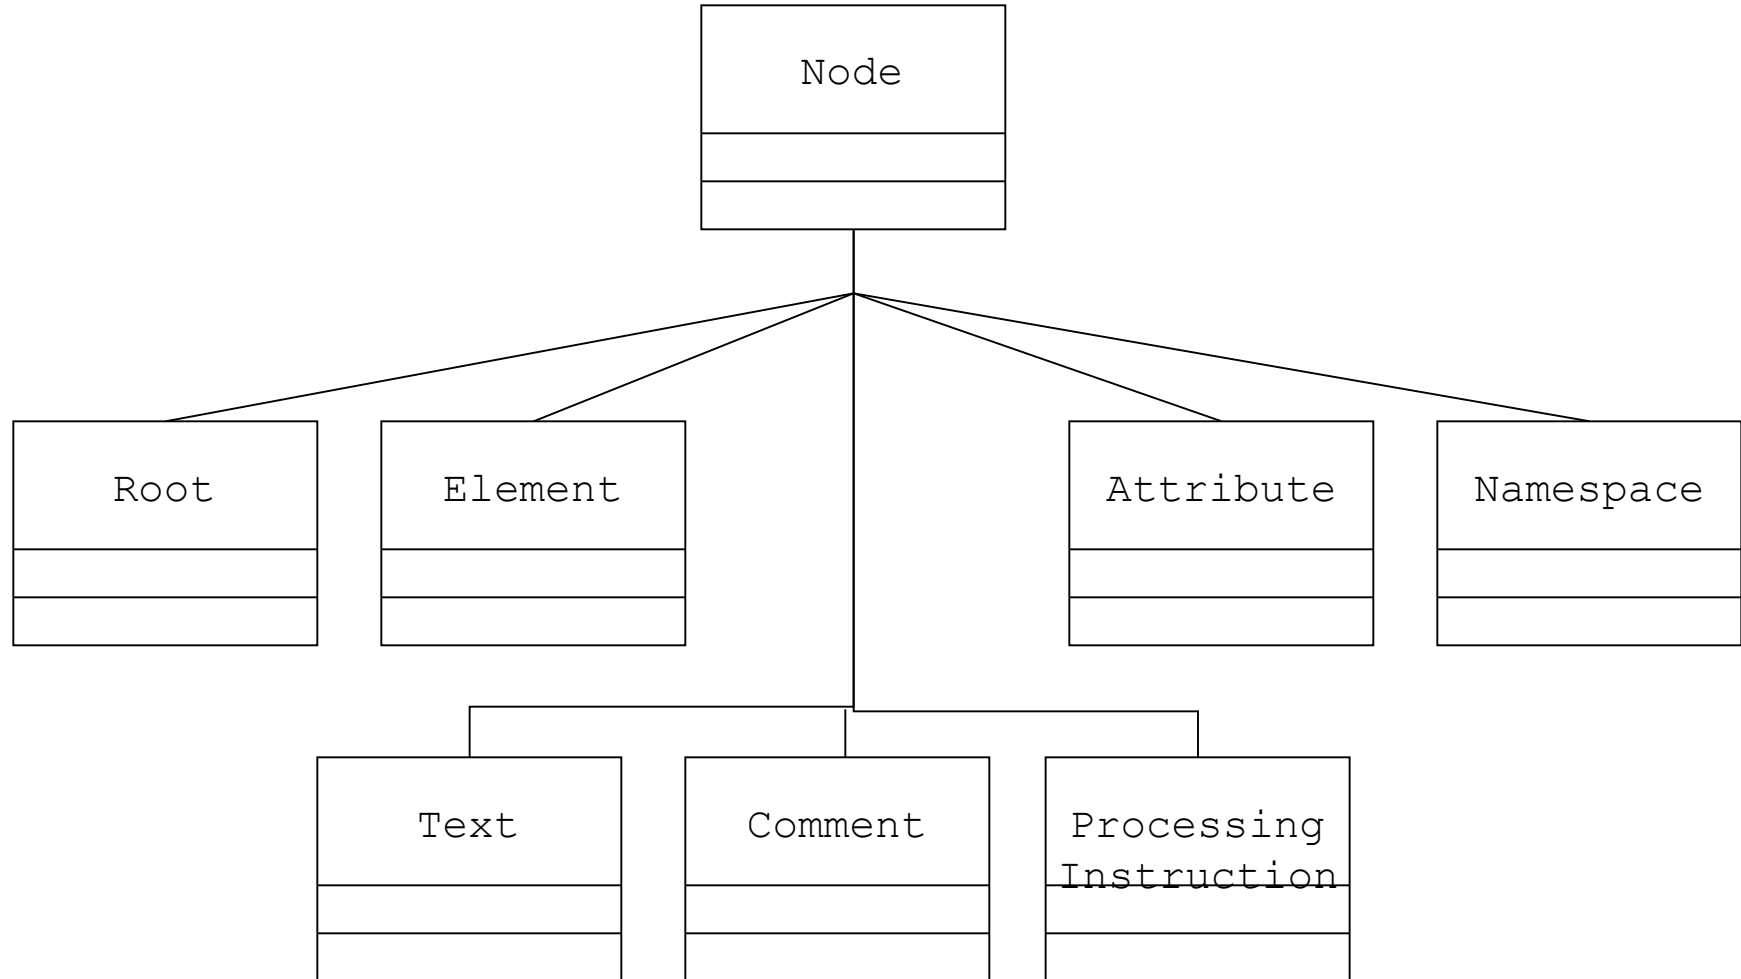 Node
Root
Element
Attribute
Namespace
Text
Comment
Processing
Instruction